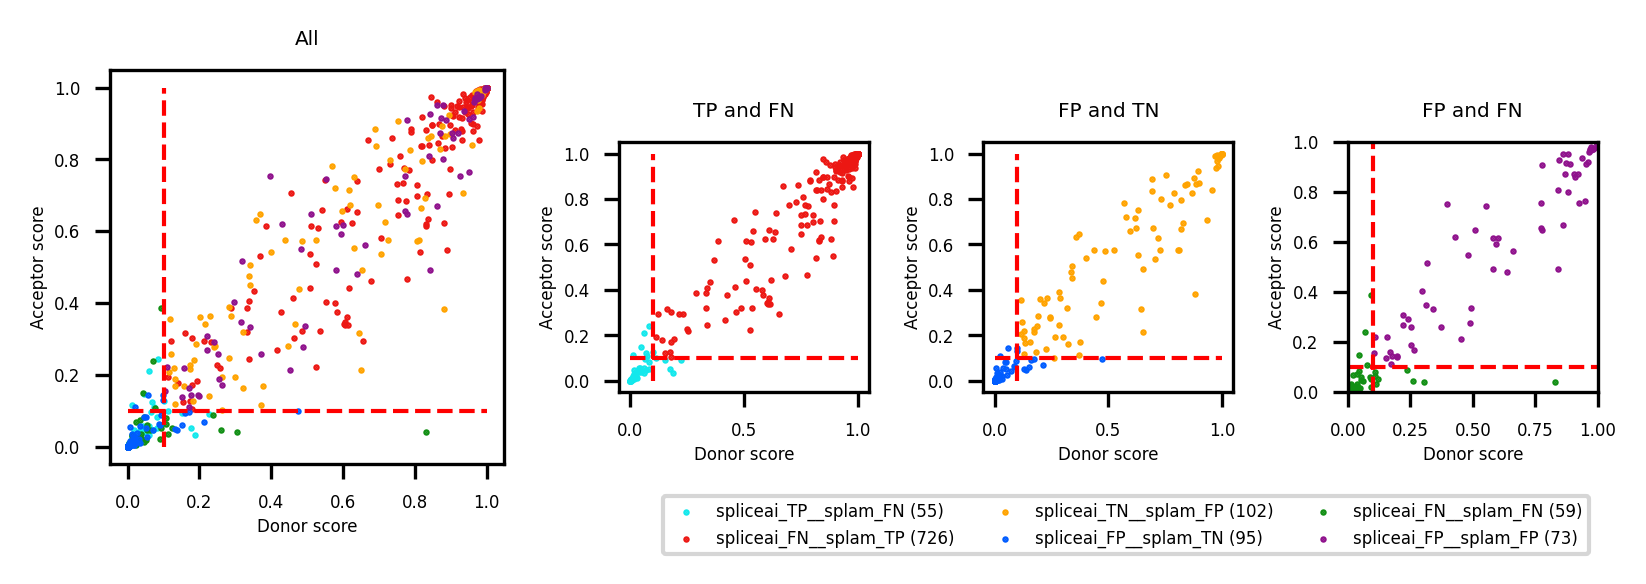 All
Acceptor score
1.0
0.8
0.6
0.4
0.2
0.0
0.0 0.2 0.4 0.6 0.8 1.0
Donor score
TP and FN
Acceptor score
1.0
0.8
0.6
0.4
0.2
0.0
0.0 0.5 1.0
Donor score
FP and TN
Acceptor score
1.0
0.8
0.6
0.4
0.2
0.0
0.0 0.5 1.0
Donor score
FP and FN
Acceptor score
1.0
0.8
0.6
0.4
0.2
0.0
0.00 0.25 0.50 0.75 1.00
Donor score
spliceai_TP__splam_FN (55) spliceai_TN__splam_FP (102) spliceai_FN__splam_FN (59)
spliceai_FN__splam_TP (726) spliceai_FP__splam_TN (95) spliceai_FP__splam_FP (73)